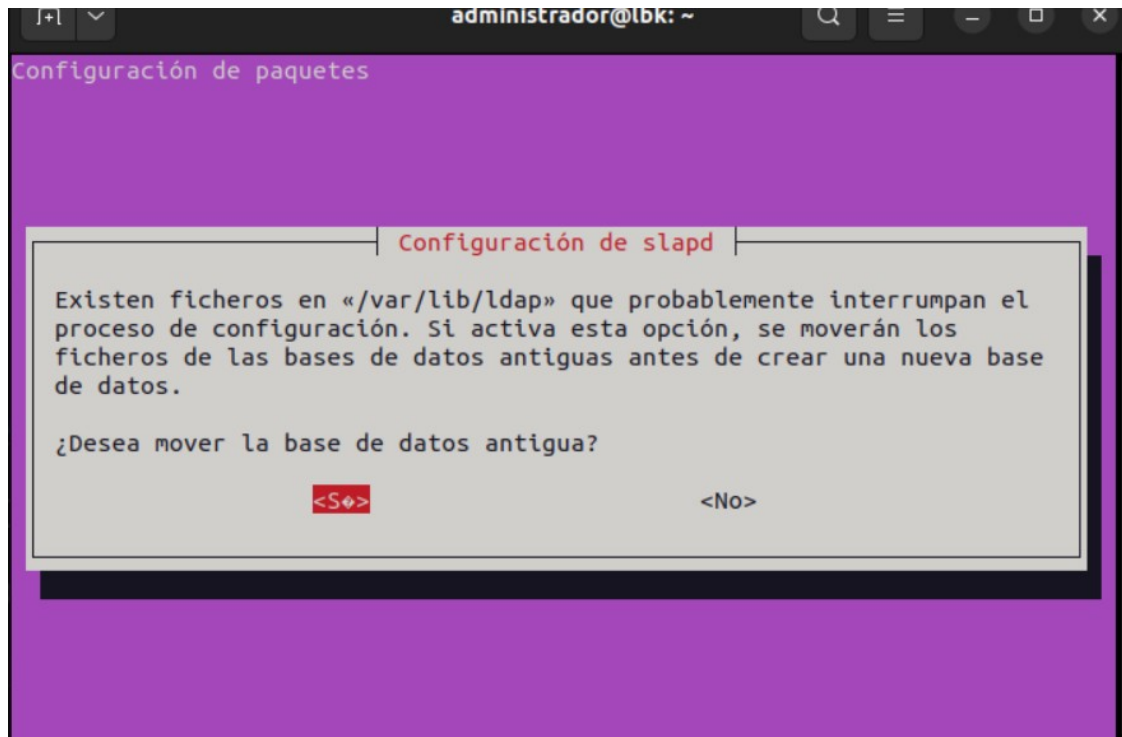 administrador@lbk: ~
Configuración de paquetes
Configuración de slapd
Existen ficheros en «/var/lib/ldap» que probablemente interrumpan el
proceso de configuración. Si activa esta opción, se moverán los
ficheros de las bases de datos antiguas antes de crear una nueva base
de datos.
¿Desea mover la base de datos antigua?
<S�> <No>